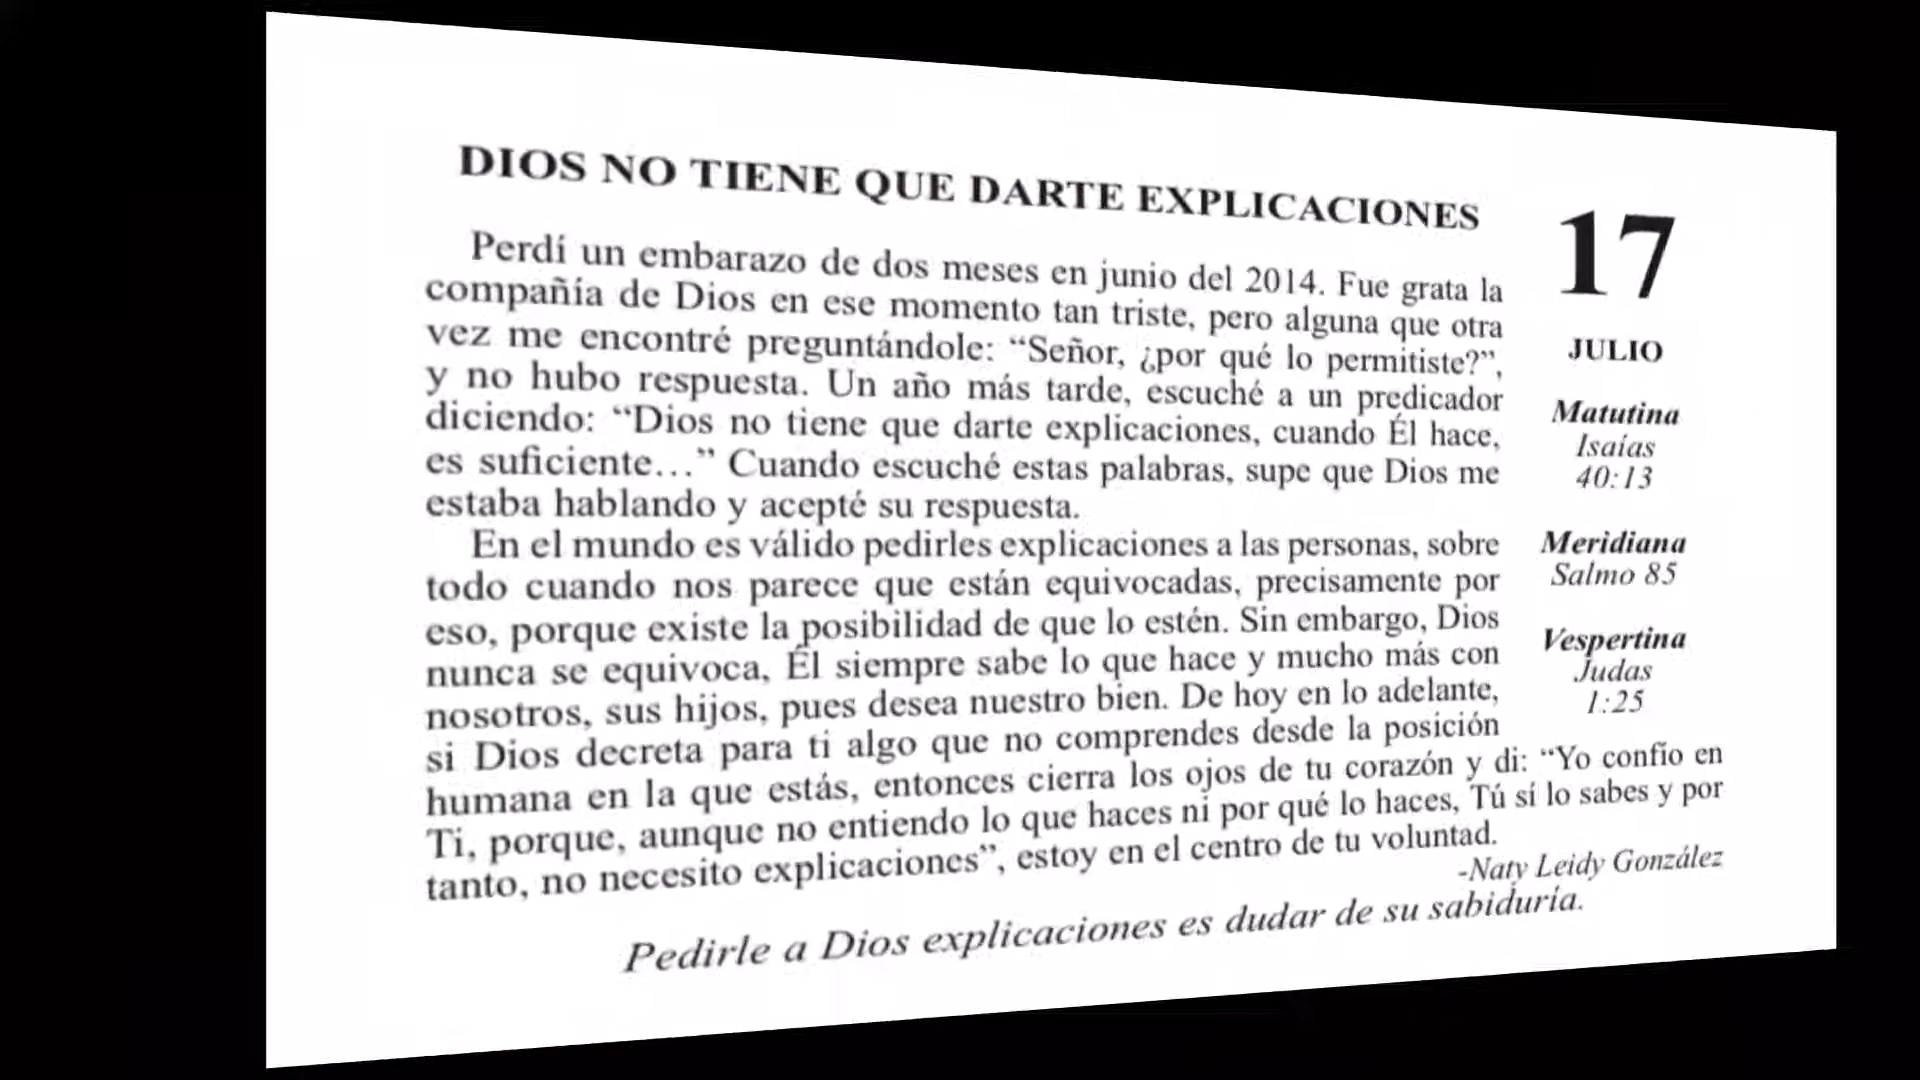 DIOS NO TIENE QUE DARTE EXPLICACIONES
Perdí un embarazo de dos meses en junio del 2014. Fue grata la
compañía de Dios en ese momento tan triste, pero alguna que otra
vez me encontré preguntándole: “Señor, ¿por qué lo permitiste?”,
y no hubo respuesta. Un año más tarde, escuché a un predicador
diciendo: “Dios no tiene que darte explicaciones, cuando Él hace,
es suficiente…” Cuando escuché estas palabras, supe que Dios me
estaba hablando y acepté su respuesta.
En el mundo es válido pedirles explicaciones a las personas, sobre
todo cuando nos parece que están equivocadas, precisamente por
eso, porque existe la posibilidad de que lo estén. Sin embargo, Dios
nunca se equivoca, Él siempre sabe lo que hace y mucho más con
nosotros, sus hijos, pues desea nuestro bien. De hoy en lo adelante,
si Dios decreta para ti algo que no comprendes desde la posición
humana en la que estás, entonces cierra los ojos de tu corazón y di: “Yo confío en
Ti, porque, aunque no entiendo lo que haces ni por qué lo haces, Tú sí lo sabes y por
tanto, no necesito explicaciones”, estoy en el centro de tu voluntad.
-Naty Leidy González
Pedirle a Dios explicaciones es dudar de su sabiduría.
17
JULIO
Matutina
Isaías
40:13
Meridiana
Salmo 85
Vespertina
Judas
1:25